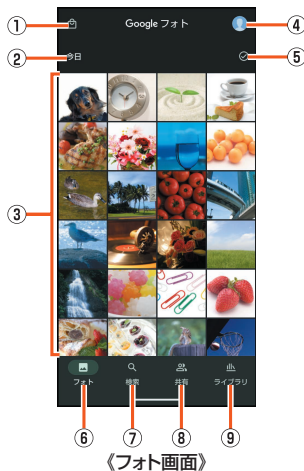 ① Google フォト ④
② 今日 ⑤
③
フォト 検索 共有 ライブラリ
⑥ ⑦ ⑧ ⑨
《フォト画面》